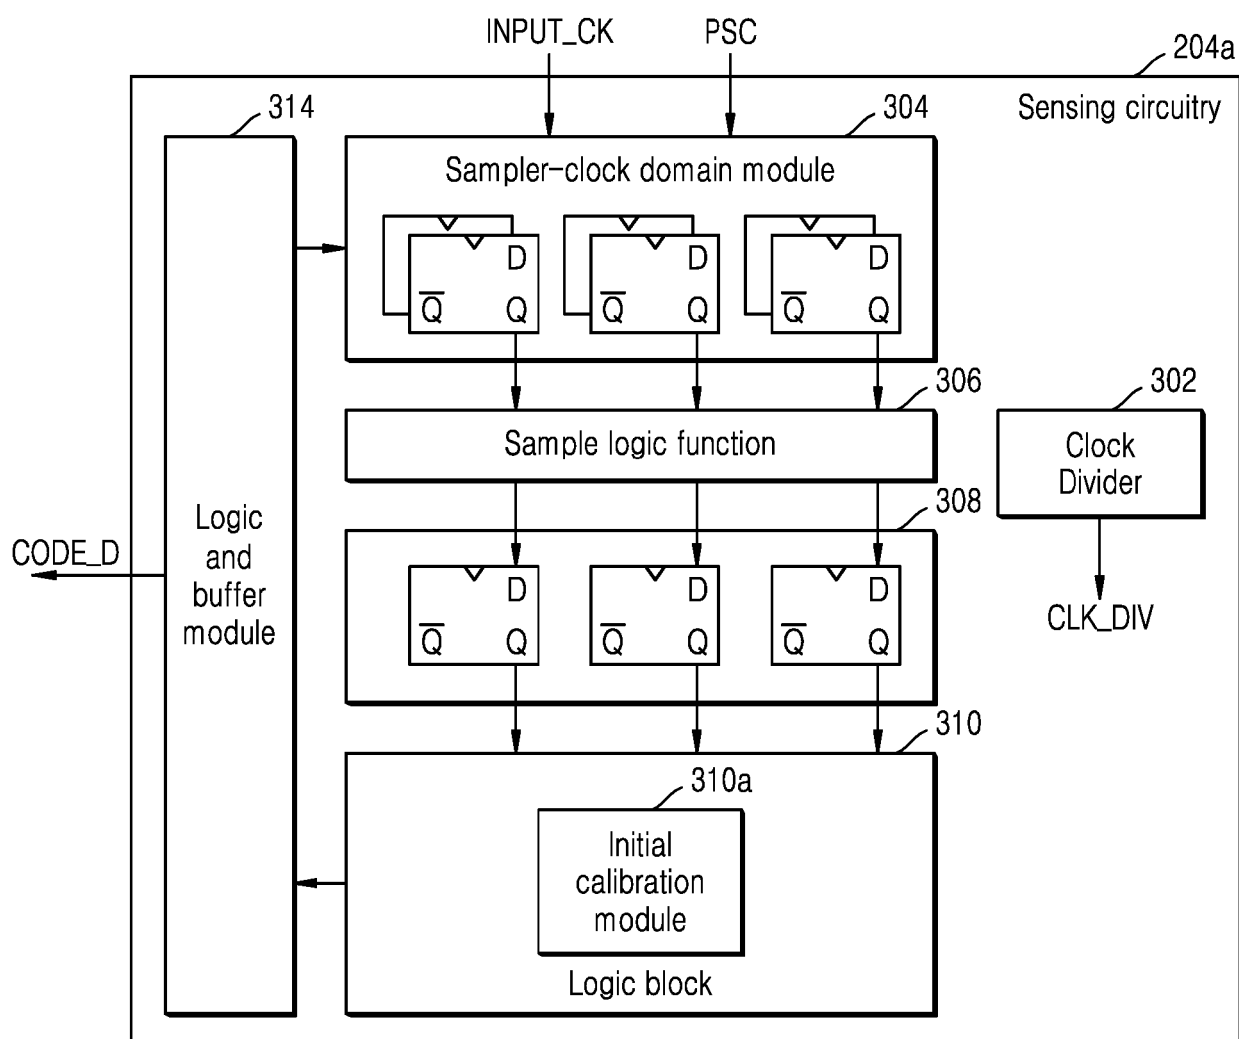 INPUT_CK
PSC
204a
Sensing circuitry
314
304
Sampler-clock domain module
D
Q̅
Q
D
Q̅
Q
D
Q̅
Q
306
Sample logic function
302
Clock
Divider
CLK_DIV
308
D
Q̅
Q
D
Q̅
Q
D
Q̅
Q
Logic
and
buffer
module
CODE_D
310
310a
Initial
calibration
module
Logic block